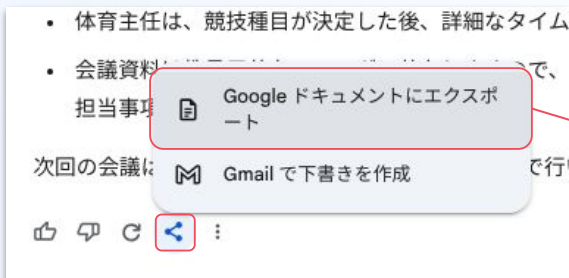 • 体育主任は、競技種目が決定した後、詳細なタイム
• 会議資料
で、
Google ドキュメントにエクスポ
ート
担当事項
次回の会議は
Gmail で下書きを作成
で行